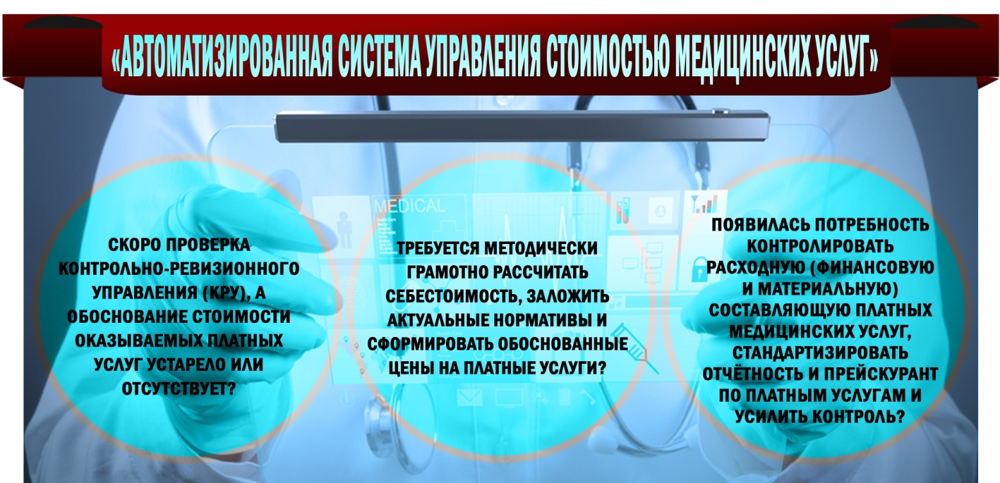 «АВТОМАТИЗИРОВАННАЯ СИСТЕМА УПРАВЛЕНИЯ СТОИМОСТЬЮ МЕДИЦИНСКИХ УСЛУГ»
MEDICAL
СКОРО ПРОВЕРКА
КОНТРОЛЬНО-РЕВИЗИОННОГО
УПРАВЛЕНИЯ (КРУ), А
ОБОСНОВАНИЕ СТОИМОСТИ
ОКАЗЫВАЕМЫХ ПЛАТНЫХ
УСЛУГ УСТАРЕЛО ИЛИ
ОТСУТСТВУЕТ?
ТРЕБУЕТСЯ МЕТОДИЧЕСКИ
ГРАМОТНО РАССЧИТАТЬ
СЕБЕСТОИМОСТЬ, ЗАЛОЖИТЬ
АКТУАЛЬНЫЕ НОРМАТИВЫ И
СФОРМИРОВАТЬ ОБОСНОВАННЫЕ
ЦЕНЫ НА ПЛАТНЫЕ УСЛУГИ?
ПОЯВИЛАСЬ ПОТРЕБНОСТЬ
КОНТРОЛИРОВАТЬ
РАСХОДНУЮ (ФИНАНСОВУЮ
И МАТЕРИАЛЬНУЮ)
СОСТАВЛЯЮЩУЮ ПЛАТНЫХ
МЕДИЦИНСКИХ УСЛУГ,
СТАНДАРТИЗИРОВАТЬ
ОТЧЁТНОСТЬ И ПРЕЙСКУРАНТ
ПО ПЛАТНЫМ УСЛУГАМ И
УСИЛИТЬ КОНТРОЛЬ?